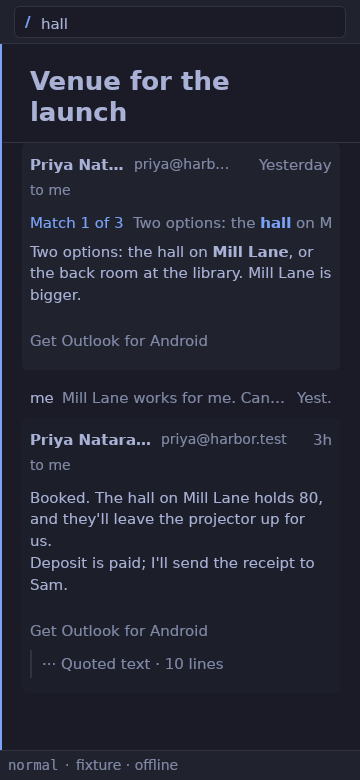 / hall
Venue for the
launch
Priya Nat… priya@harb… Yesterday
to me
Match 1 of 3 Two options: the hall on M
Two options: the hall on Mill Lane, or
the back room at the library. Mill Lane is
bigger.
Get Outlook for Android
me Mill Lane works for me. Can… Yest.
Priya Natara… priya@harbor.test 3h
to me
Booked. The hall on Mill Lane holds 80,
and they'll leave the projector up for
us.
Deposit is paid; I'll send the receipt to
Sam.
Get Outlook for Android
··· Quoted text · 10 lines
normal · fixture · offline